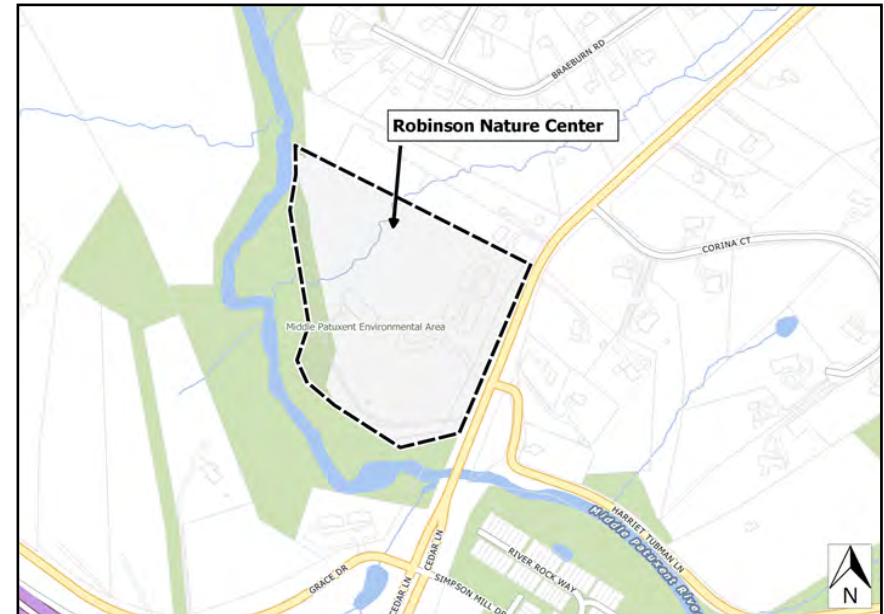 BRAEBURN RD
Robinson Nature Center
CORINA CT
Middle Patuxent Environmental Area
HARRIET TUBMAN LN
Middle Patuxent Rive
RIVER ROCK WAY
CEDAR LN
GRACE DR
SIMPSON MILL DR
CEDAR LN
N